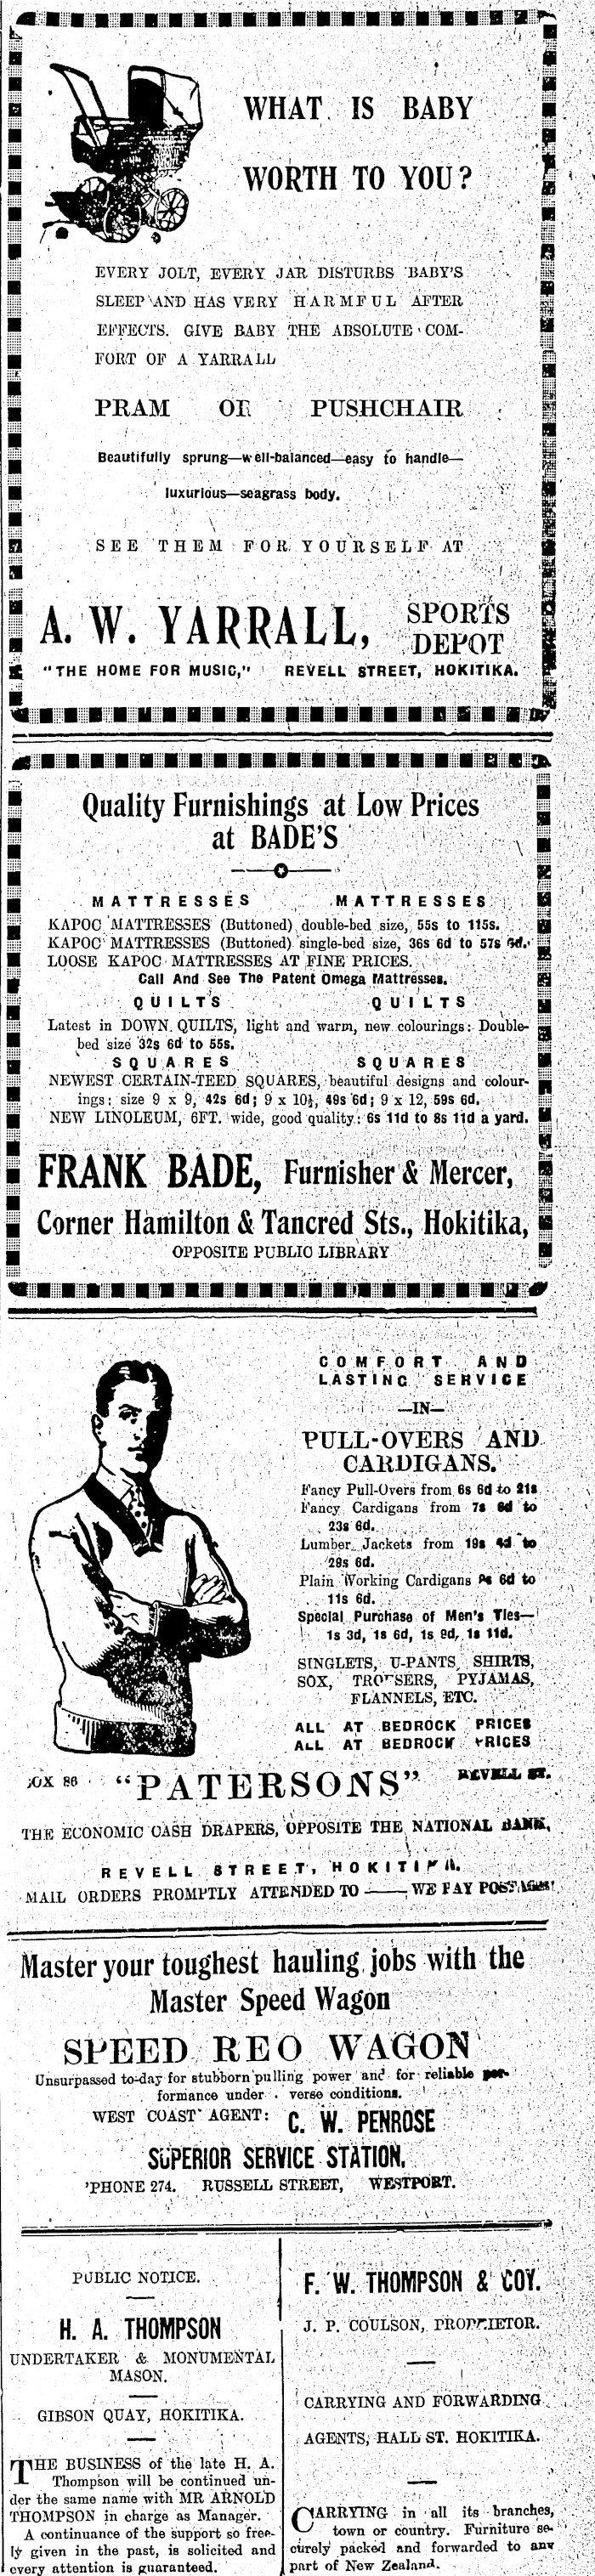 WHAT IS BABY
WORTH TO YOU?
EVERY JOLT, EVERY JAR DISTURBS BABY'S
SLEEP AND HAS VERY HARMFUL AFTER
EFFECTS. GIVE BABY THE ABSOLUTE COM-
FORT OF A YARRALL
PRAM OR PUSHCHAIR
Beautifully sprung—well-balanced—easy to handle—
luxurious—seagrass body.
SEE THEM FOR YOURSELF AT
A. W. YARRALL, SPORTS DEPOT
"THE HOME FOR MUSIC," REVELL STREET, HOKITIKA.
Quality Furnishings at Low Prices
at BADE'S
MATTRESSES MATTRESSES
KAPOC MATTRESSES (Buttoned) double-bed size, 55s to 115s.
KAPOC MATTRESSES (Buttoned) single-bed size, 36s 6d to 57s 6d.
LOOSE KAPOC MATTRESSES AT FINE PRICES.
Call And See The Patent Omega Mattresses.
QUILTS QUILTS
Latest in DOWN QUILTS, light and warm, new colourings: Double-
bed size 32s 6d to 55s.
SQUARES SQUARES
NEWEST CERTAIN-TEED SQUARES, beautiful designs and colour-
ings: size 9 x 9, 42s 6d; 9 x 10½, 49s 6d; 9 x 12, 59s 6d.
NEW LINOLEUM, 6FT. wide, good quality: 6s 11d to 8s 11d a yard.
FRANK BADE, Furnisher & Mercer,
Corner Hamilton & Tancred Sts., Hokitika,
OPPOSITE PUBLIC LIBRARY
COMFORT AND
LASTING SERVICE
—IN—
PULL-OVERS AND
CARDIGANS.
Fancy Pull-Overs from 6s 6d to 21s
Fancy Cardigans from 7s 6d to
23s 6d.
Lumber Jackets from 19s 4d to
29s 6d.
Plain Working Cardigans 6d to
11s 6d.
Special Purchase of Men's Ties—
1s 3d, 1s 6d, 1s 9d, 1s 11d.
SINGLETS, U-PANTS, SHIRTS,
SOX, TROUSERS, PYJAMAS,
FLANNELS, ETC.
ALL AT BEDROCK PRICES
ALL AT BEDROCK PRICES
BOX 86 "PATERSONS" REVELL ST.
THE ECONOMIC CASH DRAPERS, OPPOSITE THE NATIONAL BANK,
REVELL STREET, HOKITIKA.
MAIL ORDERS PROMPTLY ATTENDED TO —— WE PAY POSTAGE!
Master your toughest hauling jobs with the
Master Speed Wagon
SPEED REO WAGON
Unsurpassed to-day for stubborn pulling power and for reliable per-
formance under verse conditions.
WEST COAST AGENT: C. W. PENROSE
SUPERIOR SERVICE STATION,
'PHONE 274. RUSSELL STREET, WESTPORT.
PUBLIC NOTICE.
H. A. THOMPSON
UNDERTAKER & MONUMENTAL
MASON.
GIBSON QUAY, HOKITIKA.
THE BUSINESS of the late H. A.
Thompson will be continued un-
der the same name with MR ARNOLD
THOMPSON in charge as Manager.
A continuance of the support so free-
ly given in the past, is solicited and
every attention is guaranteed.
F. W. THOMPSON & COY.
J. P. COULSON, PROPRIETOR.
CARRYING AND FORWARDING
AGENTS, HALL ST. HOKITIKA.
CARRYING in all its branches,
town or country. Furniture se-
curely packed and forwarded to any
part of New Zealand.